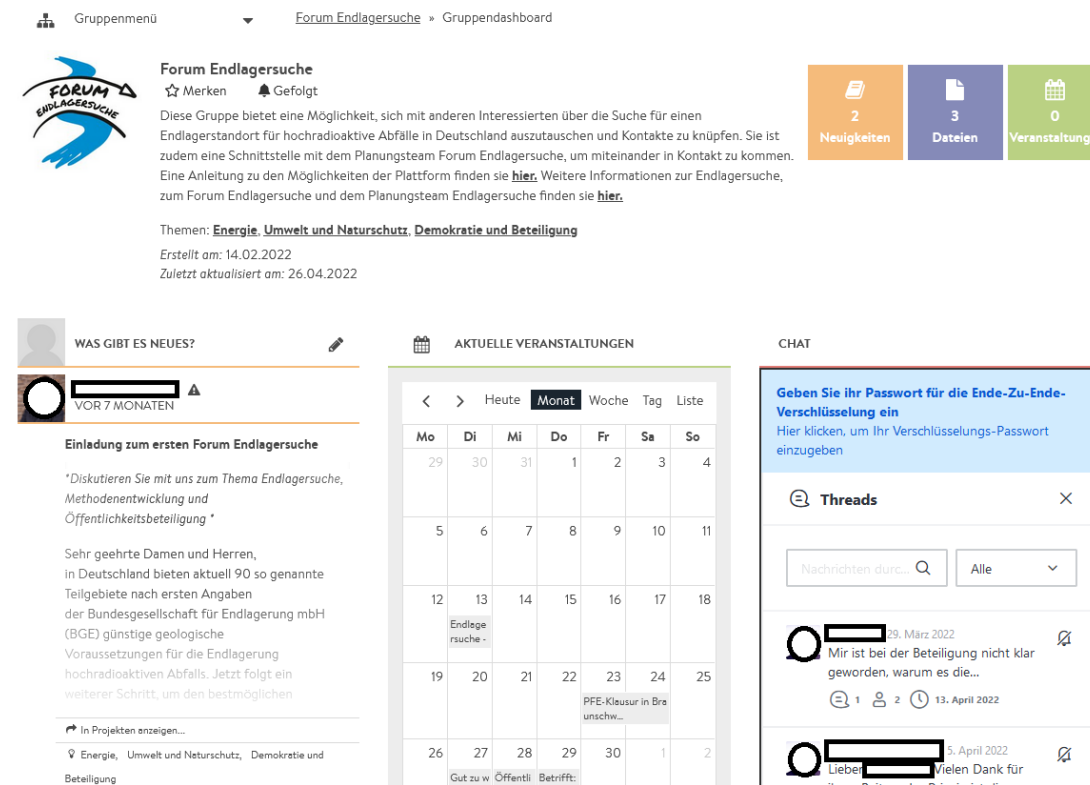 Gruppenmenü
Forum Endlagersuche » Gruppendashboard
FORUM
ENDLAGERSUCHE
Forum Endlagersuche
Merken Gefolgt
Diese Gruppe bietet eine Möglichkeit, sich mit anderen Interessierten über die Suche für einen
Endlagerstandort für hochradioaktive Abfälle in Deutschland auszutauschen und Kontakte zu knüpfen. Sie ist
zudem eine Schnittstelle mit dem Planungsteam Forum Endlagersuche, um miteinander in Kontakt zu kommen.
Eine Anleitung zu den Möglichkeiten der Plattform finden sie hier. Weitere Informationen zur Endlagersuche,
zum Forum Endlagersuche und dem Planungsteam Endlagersuche finden sie hier.
Themen: Energie, Umwelt und Naturschutz, Demokratie und Beteiligung
Erstellt am: 14.02.2022
Zuletzt aktualisiert am: 26.04.2022
2
Neuigkeiten
3
Dateien
0
Veranstaltung
WAS GIBT ES NEUES?
VOR 7 MONATEN
Einladung zum ersten Forum Endlagersuche
*Diskutieren Sie mit uns zum Thema Endlagersuche,
Methodenentwicklung und
Öffentlichkeitsbeteiligung *
Sehr geehrte Damen und Herren,
in Deutschland bieten aktuell 90 so genannte
Teilgebiete nach ersten Angaben
der Bundesgesellschaft für Endlagerung mbH
(BGE) günstige geologische
Voraussetzungen für die Endlagerung
hochradioaktiven Abfalls. Jetzt folgt ein
weiterer Schritt, um den bestmöglichen
In Projekten anzeigen...
Energie, Umwelt und Naturschutz, Demokratie und
Beteiligung
AKTUELLE VERANSTALTUNGEN
Heute Monat Woche Tag Liste
Mo Di Mi Do Fr Sa So
29 30 31 1 2 3 4
5 6 7 8 9 10 11
12 13 14 15 16 17 18
Endlage
rsuche -
19 20 21 22 23 24 25
PFE-Klausur in Bra
unschw...
26 27 28 29 30 1 2
Gut zu w Öffentli Betrifft:
CHAT
Geben Sie ihr Passwort für die Ende-Zu-Ende-
Verschlüsselung ein
Hier klicken, um Ihr Verschlüsselungs-Passwort
einzugeben
Threads
Nachrichten durc...
Alle
29. März 2022
Mir ist bei der Beteiligung nicht klar
geworden, warum es die...
1 2 13. April 2022
5. April 2022
Lieber Vielen Dank für